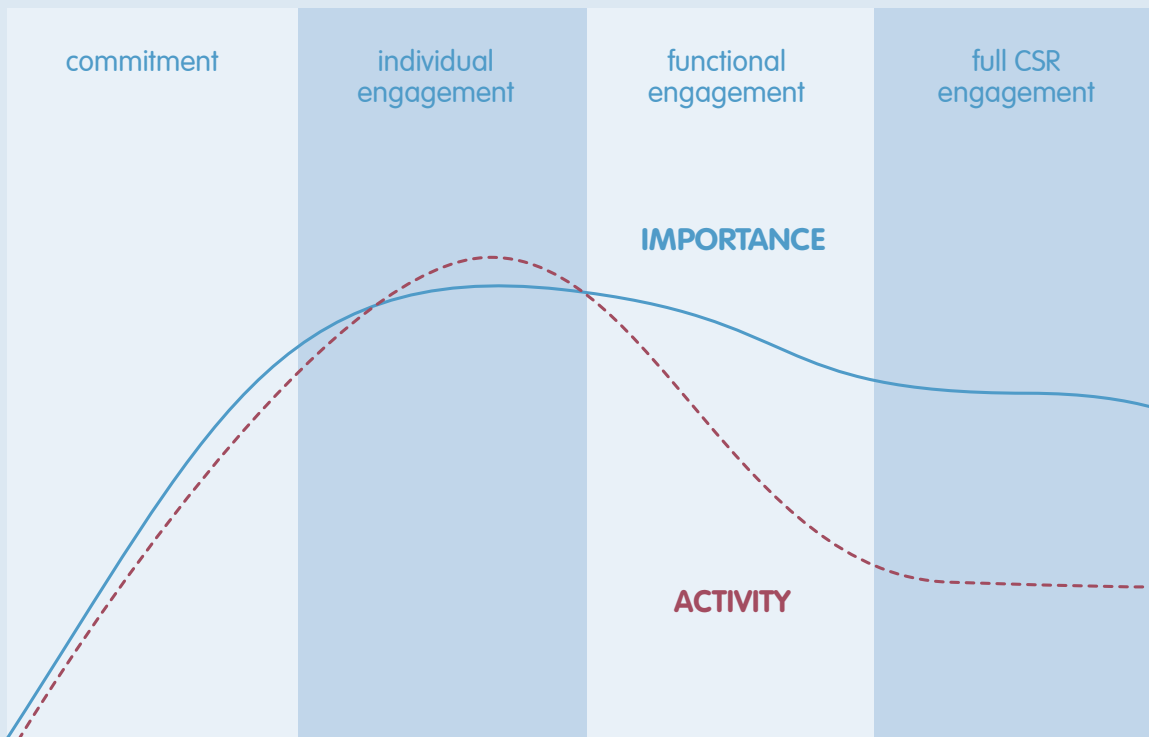 commitment
individual
engagement
functional
engagement
full CSR
engagement
IMPORTANCE
ACTIVITY